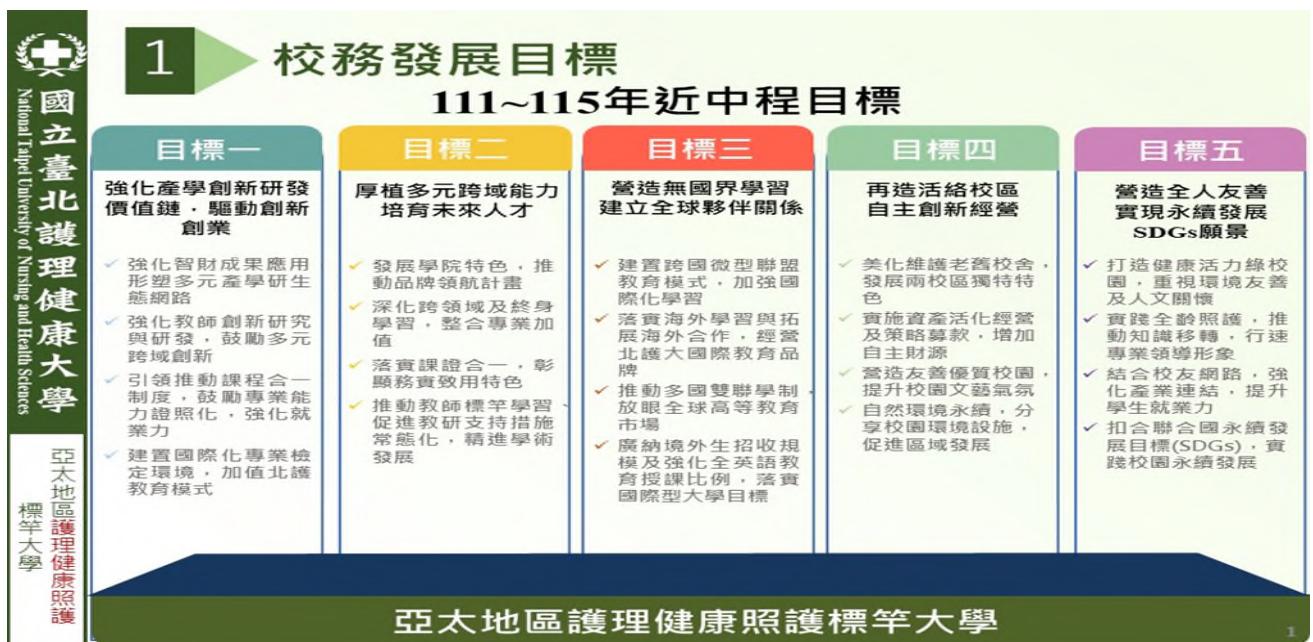 國立臺北護理健康大學
National Taipei University of Nursing and Health Sciences
亞太地區護理健康照護
標竿大學
1
校務發展目標
111~115年近中程目標
目標一
強化產學創新研發
價值鏈，驅動創新
創業
強化智財成果應用
形塑多元產學研生
態網路
強化教師創新研究
與研發，鼓勵多元
跨域創新
引領推動課程合一
制度，鼓勵專業能
力證照化，強化就
業力
建置國際化專業檢
定環境，加值北護
教育模式
目標二
厚植多元跨域能力
培育未來人才
發展學院特色，推
動品牌領航計畫
深化跨領域及終身
學習，整合專業加
值
落實課證合一，彰
顯務實致用特色
推動教師標竿學習、
促進教研支持措施
常態化，精進學術
發展
目標三
營造無國界學習
建立全球夥伴關係
建置跨國微型聯盟
教育模式，加強國
際化學習
落實海外學習與拓
展海外合作，經營
北護大國際教育品
牌
推動多國雙聯學制，
放眼全球高等教育
市場
廣納境外生招收規
模及強化全英語教
育授課比例，落實
國際型大學目標
目標四
再造活絡校區
自主創新經營
美化維護老舊校舍，
發展兩校區獨特特
色
實施資產活化經營
及策略募款，增加
自主財源
營造友善優質校園，
提升校園文藝氣氛
自然環境永續，分
享校園環境設施，
促進區域發展
目標五
營造全人友善
實現永續發展
SDGs願景
打造健康活力綠校
園，重視環境友善
及人文關懷
實踐全齡照護，推
動知識移轉，行速
專業領導形象
結合校友網路，強
化產業連結，提升
學生就業力
扣合聯合國永續發
展目標(SDGs)，實
踐校園永續發展
亞太地區護理健康照護標竿大學
1